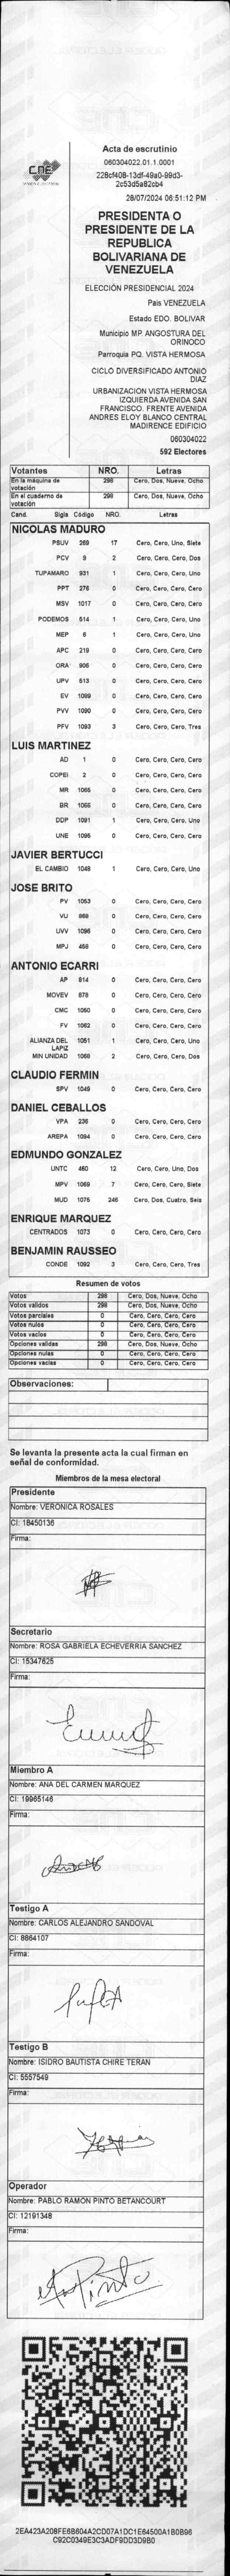 CNE
PODER ELECTORAL
Acta de escrutinio
060304022.01.1.0001
228cf408-13df-49a0-99d3-
2c53d5a82cb4
28/07/2024 06:51:12 PM
PRESIDENTA O
PRESIDENTE DE LA
REPUBLICA
BOLIVARIANA DE
VENEZUELA
ELECCIÓN PRESIDENCIAL 2024
Pais VENEZUELA
Estado EDO. BOLIVAR
Municipio MP. ANGOSTURA DEL
ORINOCO
Parroquia PQ. VISTA HERMOSA
CICLO DIVERSIFICADO ANTONIO
DIAZ
URBANIZACION VISTA HERMOSA
IZQUIERDA AVENIDA SAN
FRANCISCO. FRENTE AVENIDA
ANDRES ELOY BLANCO CENTRAL
MADIRENCE EDIFICIO
060304022
592 Electores
Votantes NRO. Letras
En la máquina de votación 298 Cero, Dos, Nueve, Ocho
En el cuaderno de votación 298 Cero, Dos, Nueve, Ocho
Cand. Sigla Código NRO. Letras
NICOLAS MADURO
PSUV 269 17 Cero, Cero, Uno, Siete
PCV 9 2 Cero, Cero, Cero, Dos
TUPAMARO 931 1 Cero, Cero, Cero, Uno
PPT 276 0 Cero, Cero, Cero, Cero
MSV 1017 0 Cero, Cero, Cero, Cero
PODEMOS 514 1 Cero, Cero, Cero, Uno
MEP 6 1 Cero, Cero, Cero, Uno
APC 219 0 Cero, Cero, Cero, Cero
ORA 905 0 Cero, Cero, Cero, Cero
UPV 513 0 Cero, Cero, Cero, Cero
EV 1089 0 Cero, Cero, Cero, Cero
PVV 1090 0 Cero, Cero, Cero, Cero
PFV 1093 3 Cero, Cero, Cero, Tres
LUIS MARTINEZ
AD 1 0 Cero, Cero, Cero, Cero
COPEI 2 0 Cero, Cero, Cero, Cero
MR 1065 0 Cero, Cero, Cero, Cero
BR 1066 0 Cero, Cero, Cero, Cero
DDP 1091 1 Cero, Cero, Cero, Uno
UNE 1095 0 Cero, Cero, Cero, Cero
JAVIER BERTUCCI
EL CAMBIO 1048 1 Cero, Cero, Cero, Uno
JOSE BRITO
PV 1053 0 Cero, Cero, Cero, Cero
VU 868 0 Cero, Cero, Cero, Cero
UVV 1096 0 Cero, Cero, Cero, Cero
MPJ 458 0 Cero, Cero, Cero, Cero
ANTONIO ECARRI
AP 814 0 Cero, Cero, Cero, Cero
MOVEV 878 0 Cero, Cero, Cero, Cero
CMC 1050 0 Cero, Cero, Cero, Cero
FV 1062 0 Cero, Cero, Cero, Cero
ALIANZA DEL LAPIZ 1051 1 Cero, Cero, Cero, Uno
MIN UNIDAD 1068 2 Cero, Cero, Cero, Dos
CLAUDIO FERMIN
SPV 1049 0 Cero, Cero, Cero, Cero
DANIEL CEBALLOS
VPA 236 0 Cero, Cero, Cero, Cero
AREPA 1094 0 Cero, Cero, Cero, Cero
EDMUNDO GONZALEZ
UNTC 460 12 Cero, Cero, Uno, Dos
MPV 1069 7 Cero, Cero, Cero, Siete
MUD 1075 246 Cero, Dos, Cuatro, Seis
ENRIQUE MARQUEZ
CENTRADOS 1073 0 Cero, Cero, Cero, Cero
BENJAMIN RAUSSEO
CONDE 1092 3 Cero, Cero, Cero, Tres
Resumen de votos
Votos 298 Cero, Dos, Nueve, Ocho
Votos validos 298 Cero, Dos, Nueve, Ocho
Votos parciales 0 Cero, Cero, Cero, Cero
Votos nulos 0 Cero, Cero, Cero, Cero
Votos vacios 0 Cero, Cero, Cero, Cero
Opciones validas 298 Cero, Dos, Nueve, Ocho
Opciones nulas 0 Cero, Cero, Cero, Cero
Opciones vacias 0 Cero, Cero, Cero, Cero
Observaciones:
Se levanta la presente acta la cual firman en
señal de conformidad.
Miembros de la mesa electoral
Presidente
Nombre: VERONICA ROSALES
CI: 18450136
Firma:
Secretario
Nombre: ROSA GABRIELA ECHEVERRIA SANCHEZ
CI: 15347625
Firma:
Miembro A
Nombre: ANA DEL CARMEN MARQUEZ
CI: 19965146
Firma:
Testigo A
Nombre: CARLOS ALEJANDRO SANDOVAL
CI: 8864107
Firma:
Testigo B
Nombre: ISIDRO BAUTISTA CHIRE TERAN
CI: 5557549
Firma:
Operador
Nombre: PABLO RAMON PINTO BETANCOURT
CI: 12191348
Firma:
2EA423A208FE6B604A2CD07A1DC1E64500A1B0B96
C92C0349E3C3ADF9DD3D9B0